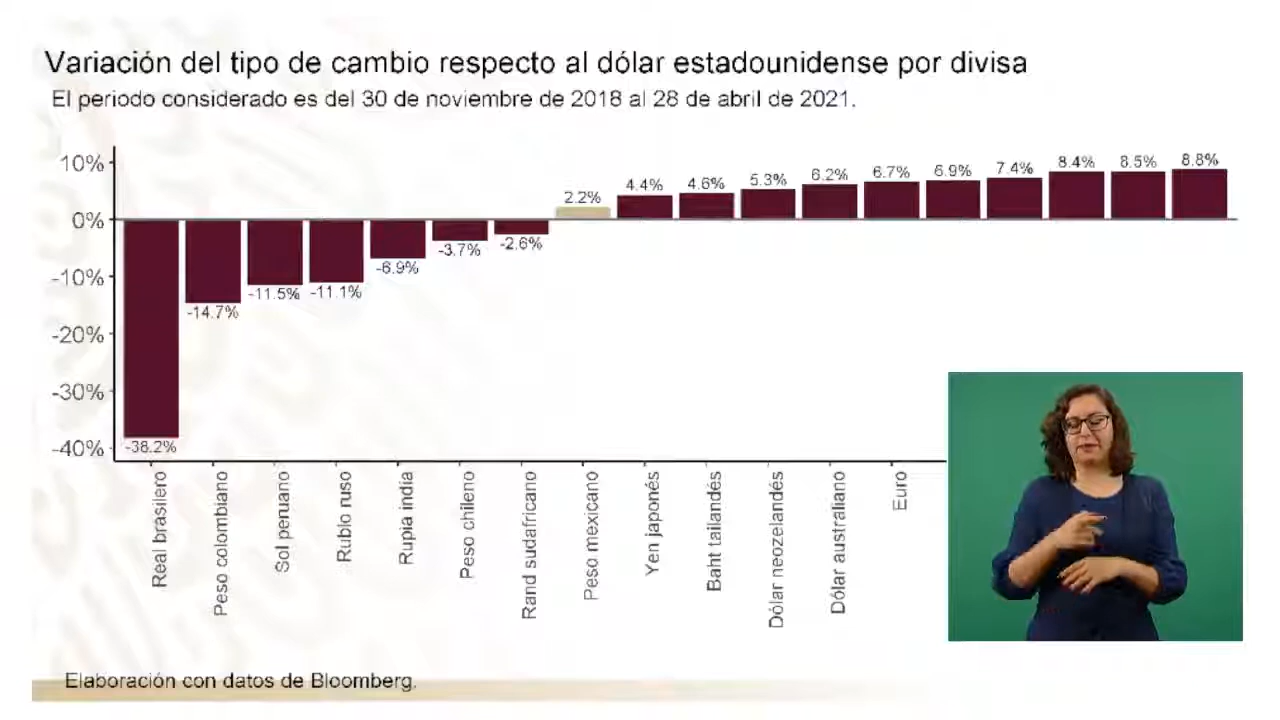 Variación del tipo de cambio respecto al dólar estadounidense por divisa
El periodo considerado es del 30 de noviembre de 2018 al 28 de abril de 2021.
10%
0%
-10%
-20%
-30%
-40%
-38.2%
-14.7%
-11.5%
-11.1%
-6.9%
-3.7%
-2.6%
2.2%
4.4%
4.6%
5.3%
6.2%
6.7%
6.9%
7.4%
8.4%
8.5%
8.8%
Real brasilero
Peso colombiano
Sol peruano
Rublo ruso
Rupia india
Peso chileno
Rand sudafricano
Peso mexicano
Yen japonés
Baht tailandés
Dólar neozelandés
Dólar australiano
Euro
Elaboración con datos de Bloomberg.